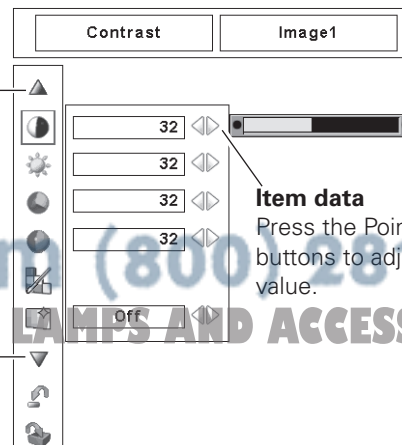 Contrast
Image1
32
32
Item data
32
Press the Poin
32
buttons to adj
m (800) 28
value.
Off
LAMPS AND ACCESS